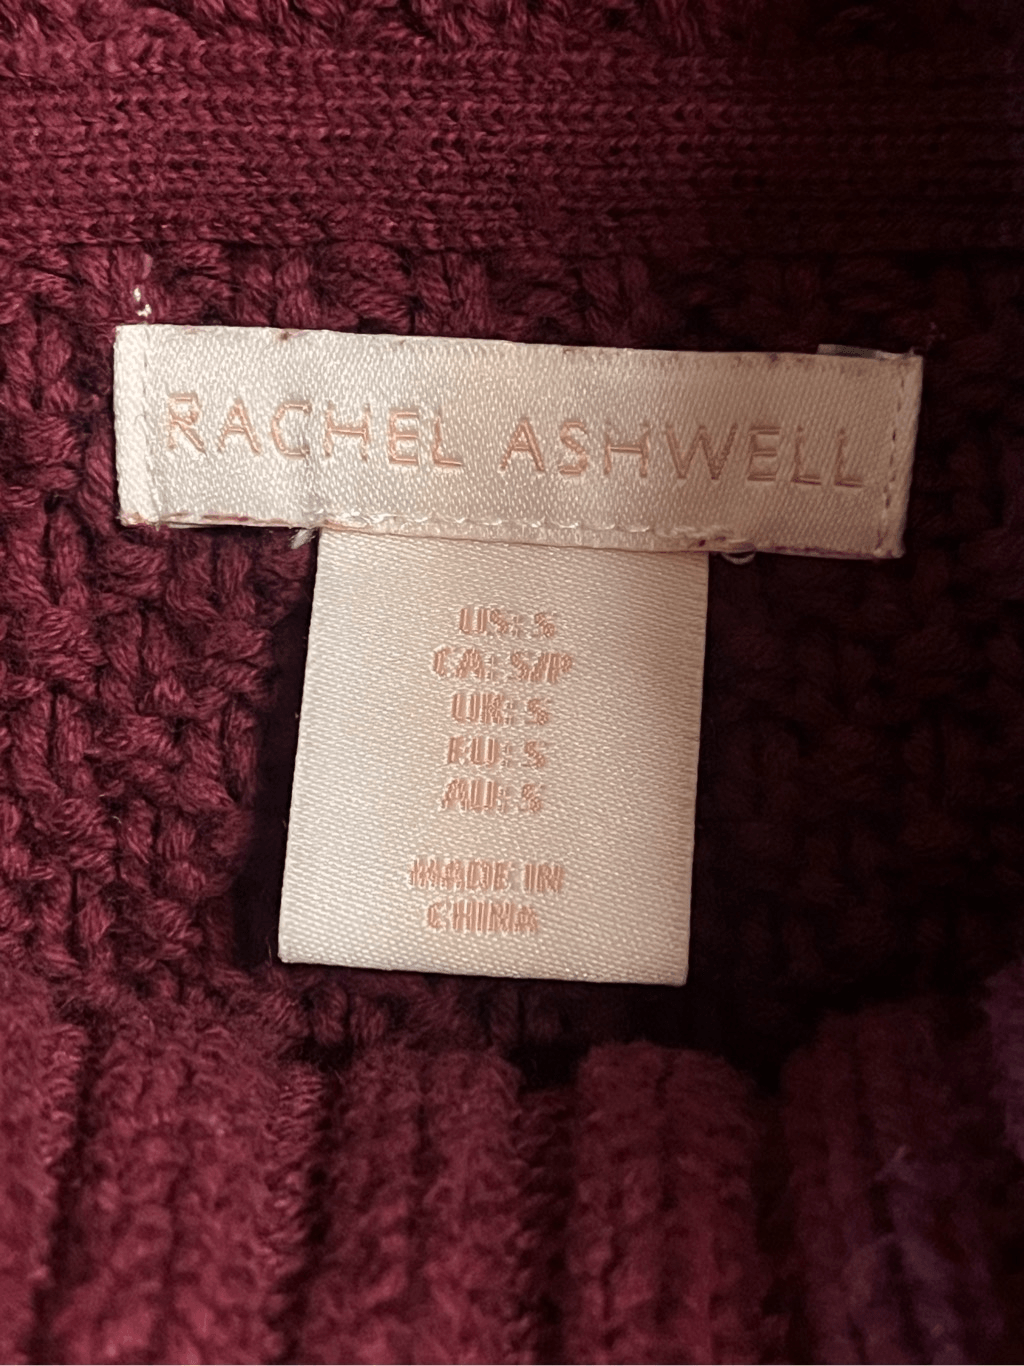 RACHEL ASHWELL
US: S
CA: S/P
UK: S
EU: S
AU: S
MADE IN
CHINA